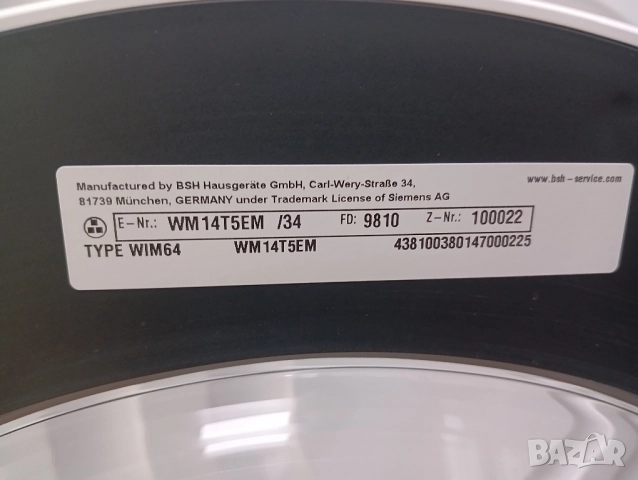 Manufactured by BSH Hausgeräte GmbH, Carl-Wery-Straße 34,
81739 München, GERMANY under Trademark License of Siemens AG
www.bsh-service.com
E-Nr.: WM14T5EM /34 FD: 9810 Z-Nr.: 100022
TYPE WIM64 WM14T5EM 438100380147000225
BAZAR